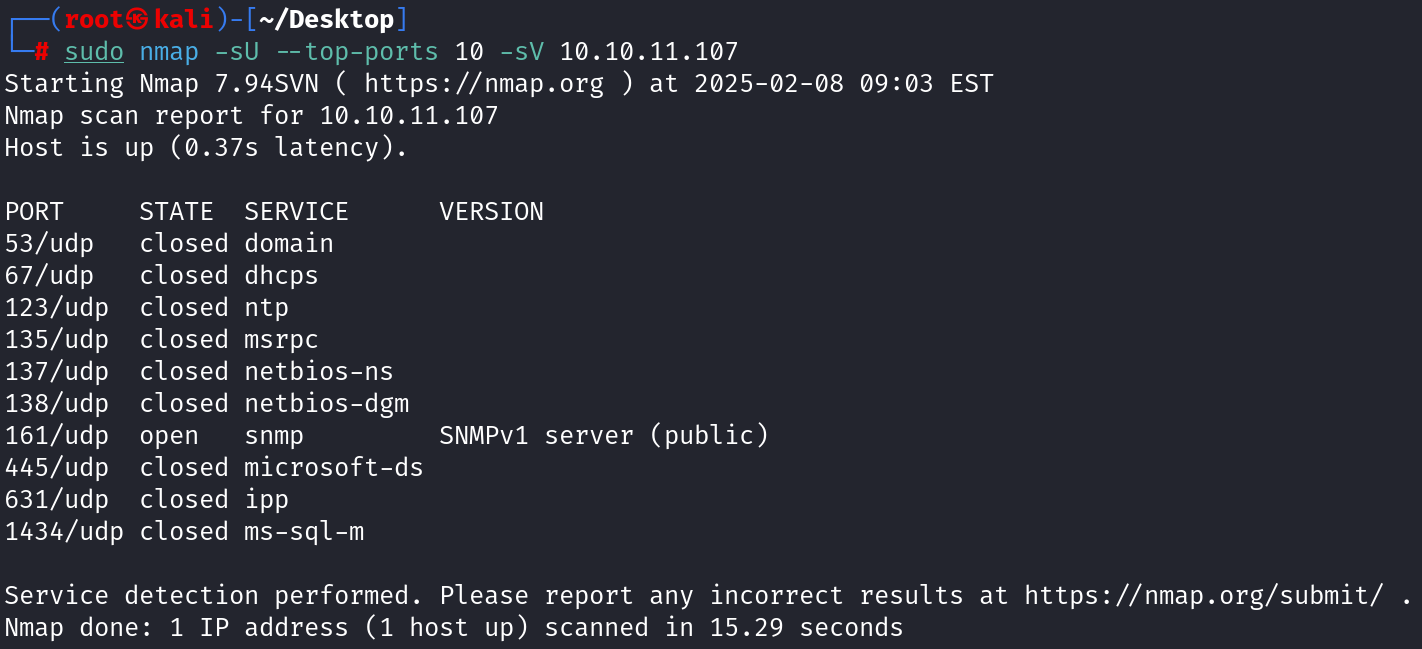 ┌──(root㉿kali)-[~/Desktop]
└─# sudo nmap -sU --top-ports 10 -sV 10.10.11.107
Starting Nmap 7.94SVN ( https://nmap.org ) at 2025-02-08 09:03 EST
Nmap scan report for 10.10.11.107
Host is up (0.37s latency).
PORT     STATE  SERVICE      VERSION
53/udp   closed domain
67/udp   closed dhcps
123/udp  closed ntp
135/udp  closed msrpc
137/udp  closed netbios-ns
138/udp  closed netbios-dgm
161/udp  open   snmp         SNMPv1 server (public)
445/udp  closed microsoft-ds
631/udp  closed ipp
1434/udp closed ms-sql-m
Service detection performed. Please report any incorrect results at https://nmap.org/submit/ .
Nmap done: 1 IP address (1 host up) scanned in 15.29 seconds